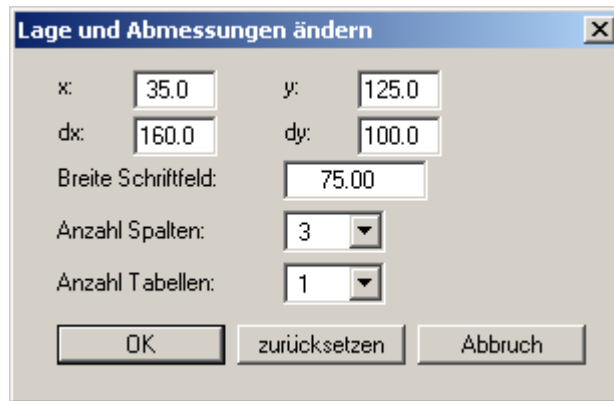 Lage und Abmessungen ändern
x: 35.0 y: 125.0
dx: 160.0 dy: 100.0
Breite Schriftfeld: 75.00
Anzahl Spalten: 3
Anzahl Tabellen: 1
OK zurücksetzen Abbruch